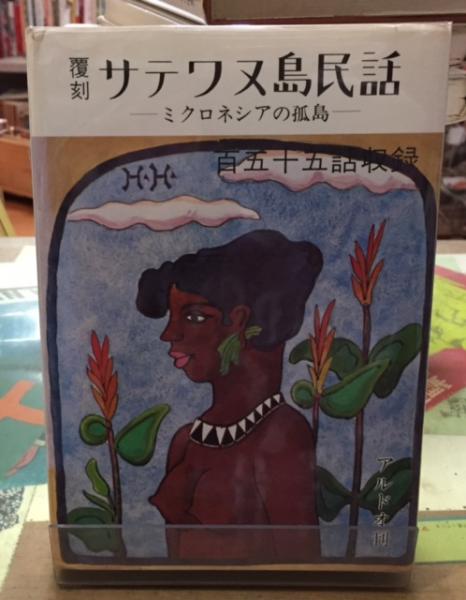 覆刻
サテワヌ島民話
―ミクロネシアの孤島―
百五十五話収録
H・H・
アルドオ刊